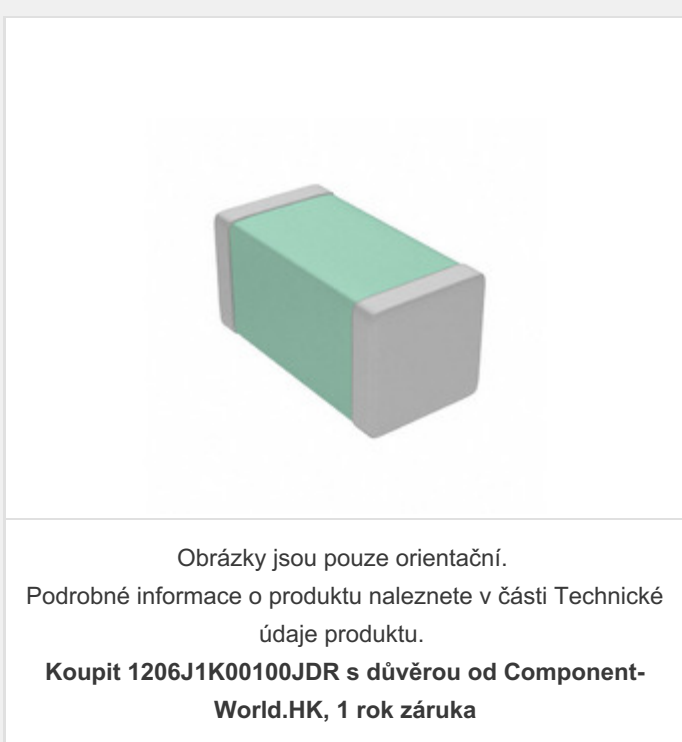 Obrázky jsou pouze orientační.
Podrobné informace o produktu naleznete v části Technické
údaje produktu.
Koupit 1206J1K00100JDR s důvěrou od Component-
World.HK, 1 rok záruka